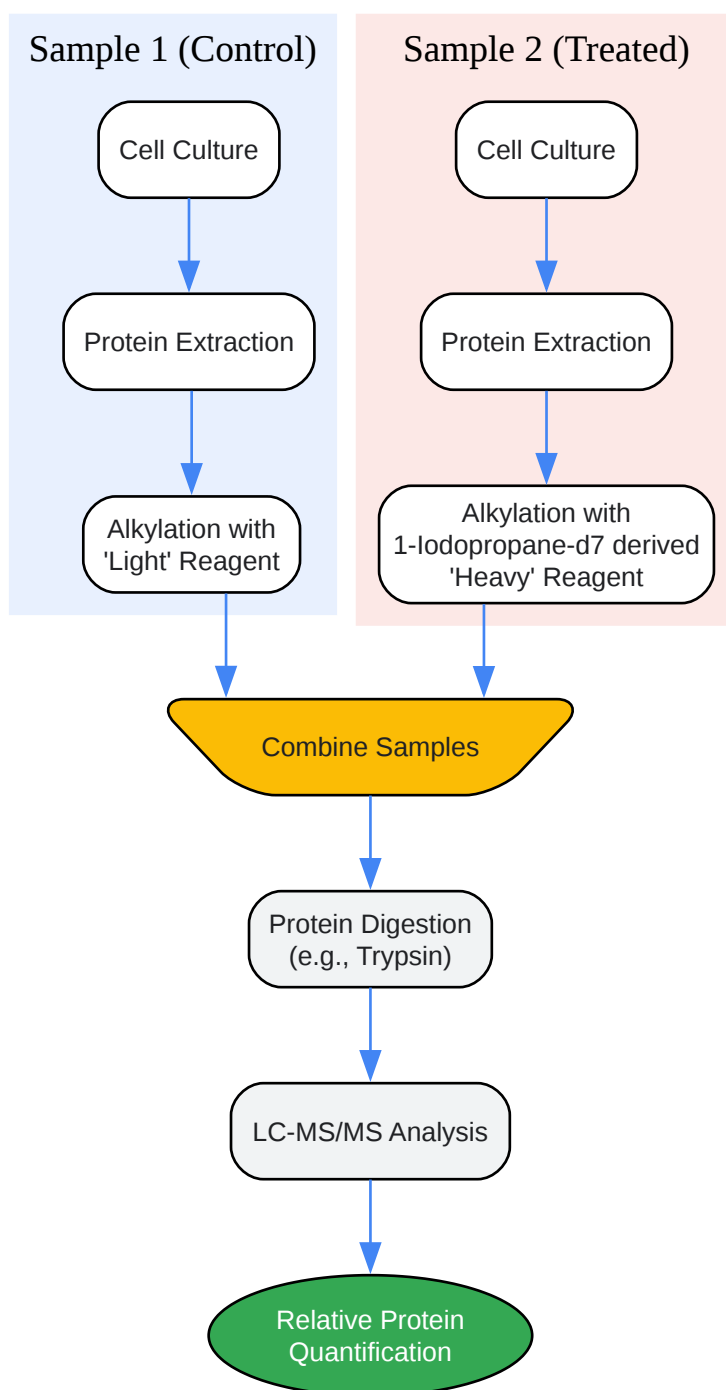 Sample 1 (Control)
Cell Culture
Protein Extraction
Alkylation with
'Light' Reagent
Sample 2 (Treated)
Cell Culture
Protein Extraction
Alkylation with
1-Iodopropane-d7 derived
'Heavy' Reagent
Combine Samples
Protein Digestion
(e.g., Trypsin)
LC-MS/MS Analysis
Relative Protein
Quantification